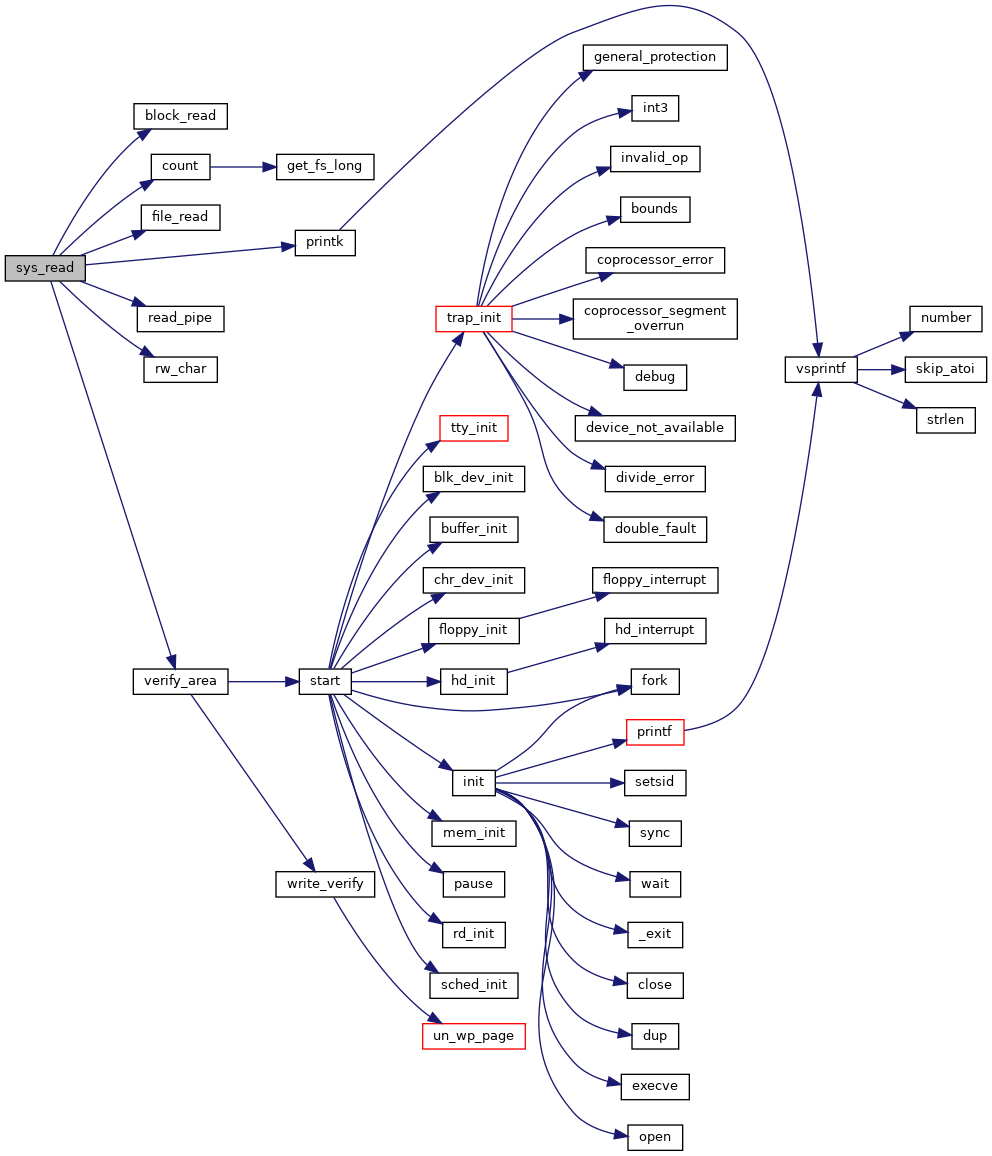 general_protection
int3
block_read
invalid_op
count
get_fs_long
file_read
bounds
printk
sys_read
coprocessor_error
read_pipe
trap_init
coprocessor_segment
_overrun
number
rw_char
debug
vsprintf
skip_atoi
tty_init
device_not_available
strlen
blk_dev_init
divide_error
buffer_init
double_fault
chr_dev_init
floppy_interrupt
floppy_init
hd_interrupt
verify_area
start
hd_init
fork
printf
init
setsid
mem_init
sync
write_verify
pause
wait
rd_init
_exit
sched_init
close
un_wp_page
dup
execve
open